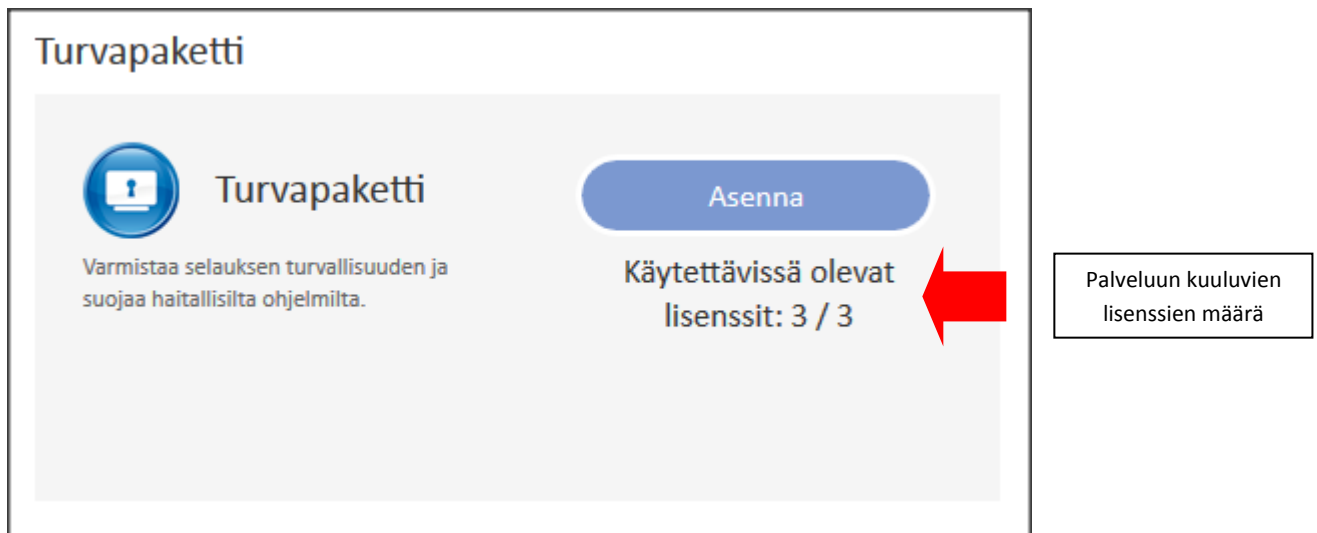 Turvapaketti
Turvapaketti
Varmistaa selauksen turvallisuuden ja
suojaa haitallisilta ohjelmilta.
Asenna
Käytettävissä olevat
lisenssit: 3 / 3
Palveluun kuuluvien
lisenssien määrä